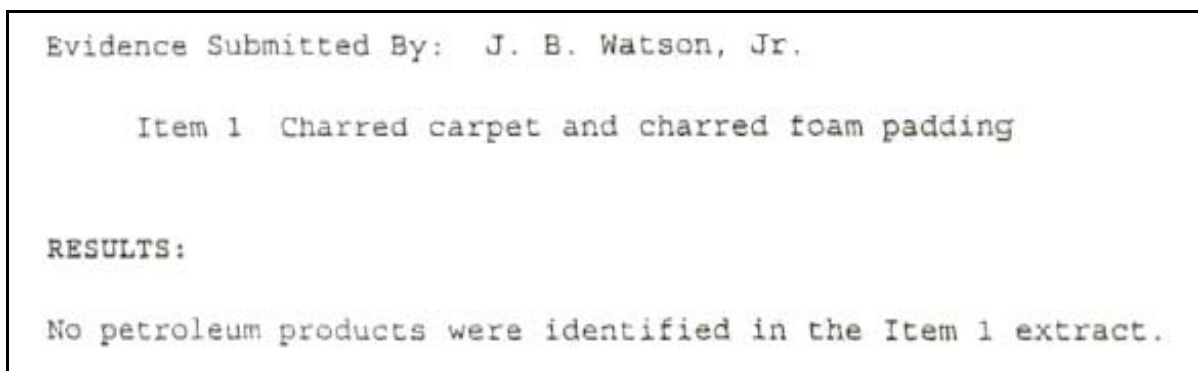 Evidence Submitted By: J. B. Watson, Jr.
Item 1 Charred carpet and charred foam padding
RESULTS:
No petroleum products were identified in the Item 1 extract.